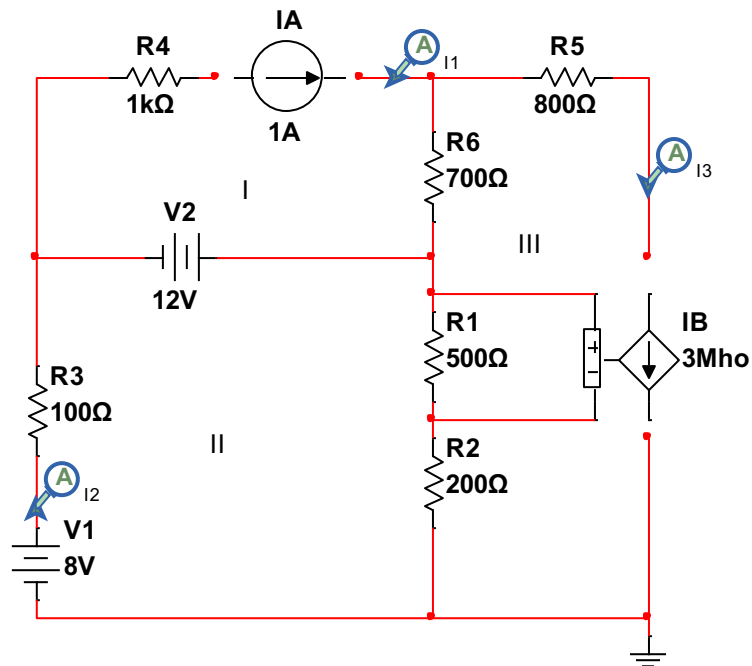 IA
R4
A
I1
R5
1kΩ
1A
800Ω
R6
700Ω
A
I3
I
V2
III
12V
R1
500Ω
+
−
IB
3Mho
R3
100Ω
II
R2
200Ω
A
I2
V1
8V